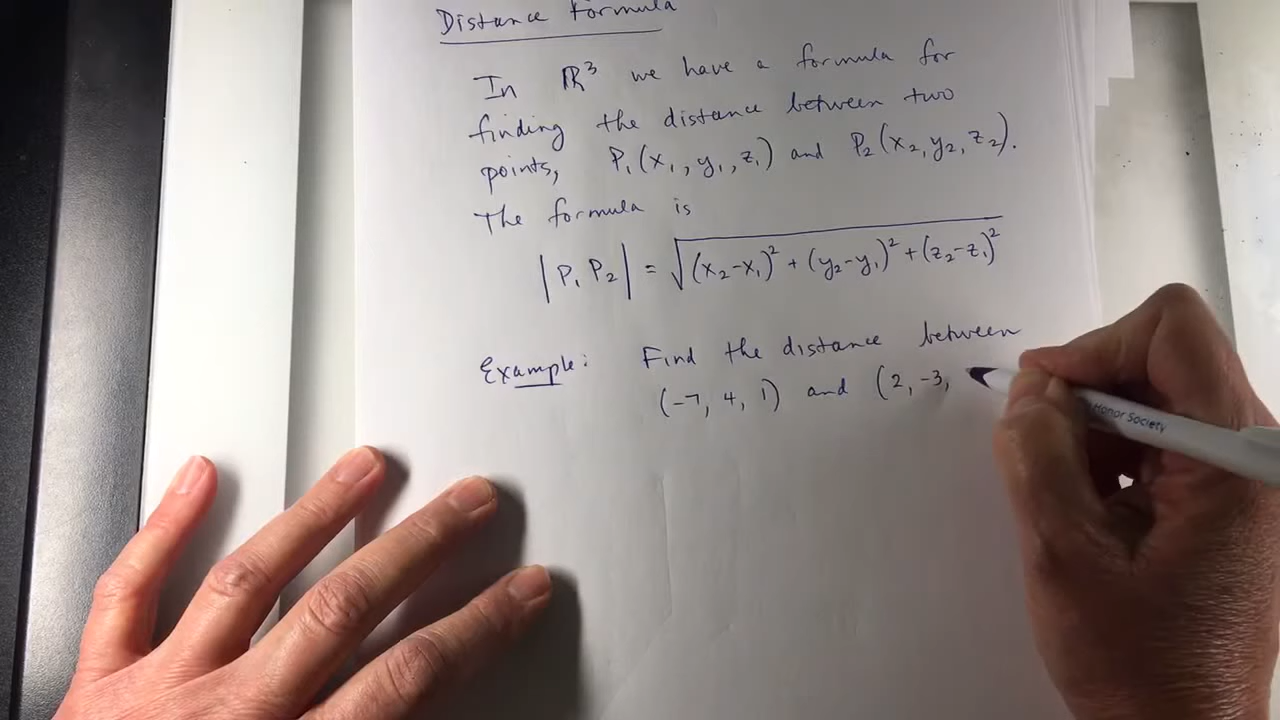 Distance Formula
In ℝ³ we have a formula for
finding the distance between two
points, P₁(x₁, y₁, z₁) and P₂(x₂, y₂, z₂).
The formula is
|P₁P₂| = √((x₂-x₁)² + (y₂-y₁)² + (z₂-z₁)²)
Example: Find the distance between
(-7, 4, 1) and (2, -3,
Honor Society